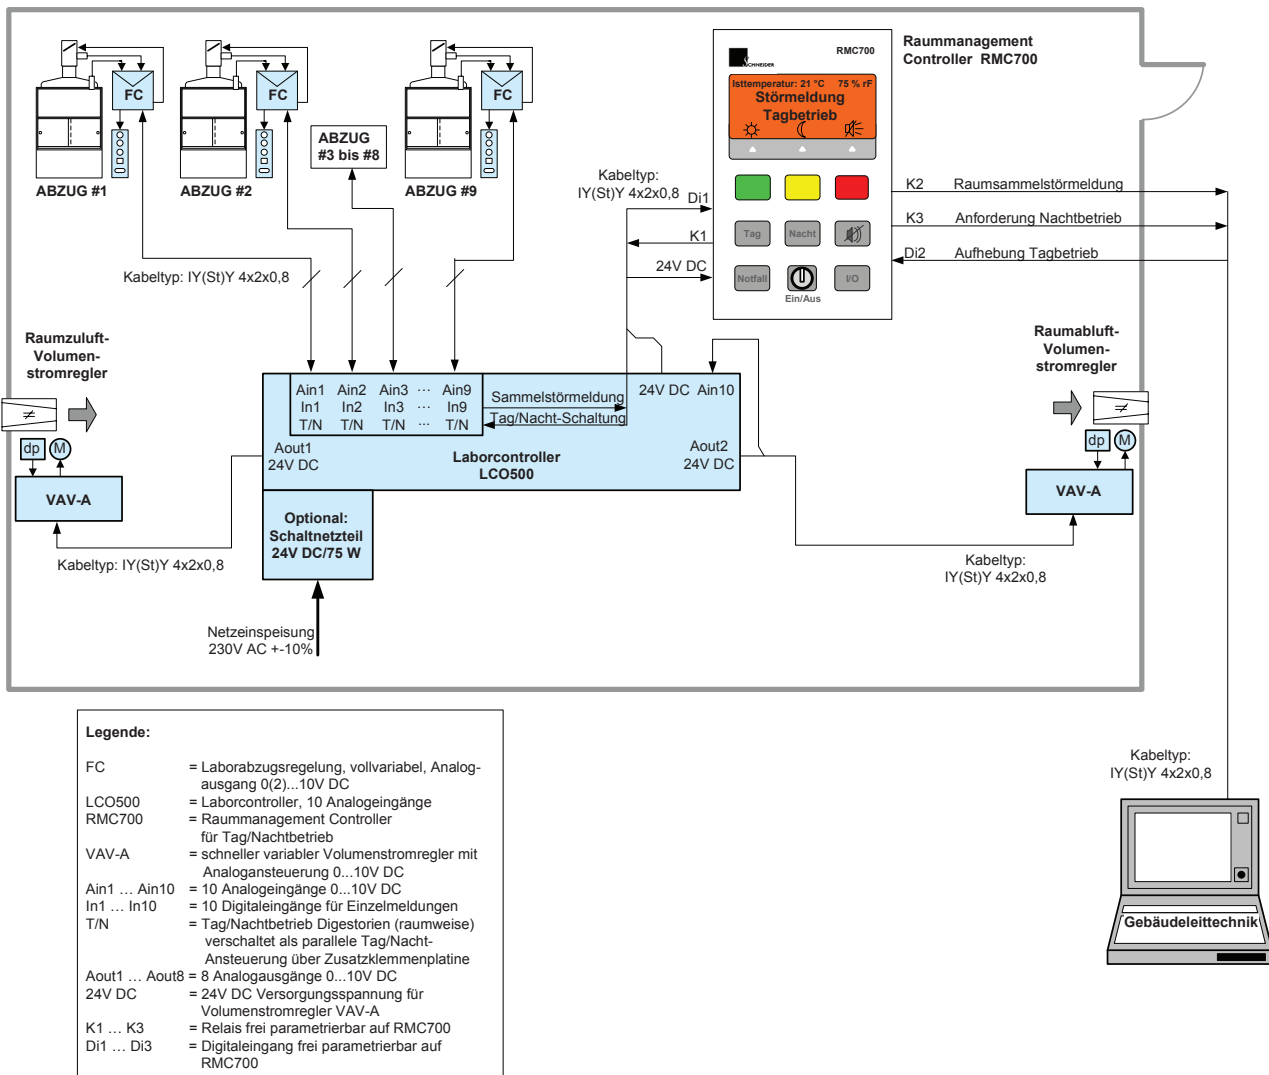 FC
FC
FC
ABZUG #1
ABZUG #2
ABZUG
#3 bis #8
ABZUG #9
Kabeltyp: IY(St)Y 4x2x0,8
SCHNEIDER
RMC700
Raummanagement
Controller RMC700
Isttemperatur: 21 °C 75 % rF
Störmeldung
Tagbetrieb
Tag
Nacht
Notfall
I/O
Ein/Aus
Kabeltyp:
IY(St)Y 4x2x0,8
Di1
K1
24V DC
K2 Raumsammelstörmeldung
K3 Anforderung Nachtbetrieb
Di2 Aufhebung Tagbetrieb
Raumzuluft-
Volumen-
stromregler
≠
dp M
VAV-A
Kabeltyp: IY(St)Y 4x2x0,8
Ain1 Ain2 Ain3 ... Ain9
In1 In2 In3 ... In9
T/N T/N T/N ... T/N
Sammelstörmeldung
Tag/Nacht-Schaltung
24V DC Ain10
Aout1
24V DC
Laborcontroller
LCO500
Aout2
24V DC
Optional:
Schaltnetzteil
24V DC/75 W
Netzeinspeisung
230V AC +-10%
Raumabluft-
Volumen-
stromregler
≠
dp M
VAV-A
Kabeltyp:
IY(St)Y 4x2x0,8
Kabeltyp:
IY(St)Y 4x2x0,8
Gebäudeleittechnik
Legende:
FC = Laborabzugsregelung, vollvariabel, Analog-
ausgang 0(2)...10V DC
LCO500 = Laborcontroller, 10 Analogeingänge
RMC700 = Raummanagement Controller
für Tag/Nachtbetrieb
VAV-A = schneller variabler Volumenstromregler mit
Analogansteuerung 0...10V DC
Ain1 … Ain10 = 10 Analogeingänge 0...10V DC
In1 … In10 = 10 Digitaleingänge für Einzelmeldungen
T/N = Tag/Nachtbetrieb Digestorien (raumweise)
verschaltet als parallele Tag/Nacht-
Ansteuerung über Zusatzklemmenplatine
Aout1 … Aout8 = 8 Analogausgänge 0...10V DC
24V DC = 24V DC Versorgungsspannung für
Volumenstromregler VAV-A
K1 … K3 = Relais frei parametrierbar auf RMC700
Di1 … Di3 = Digitaleingang frei parametrierbar auf
RMC700